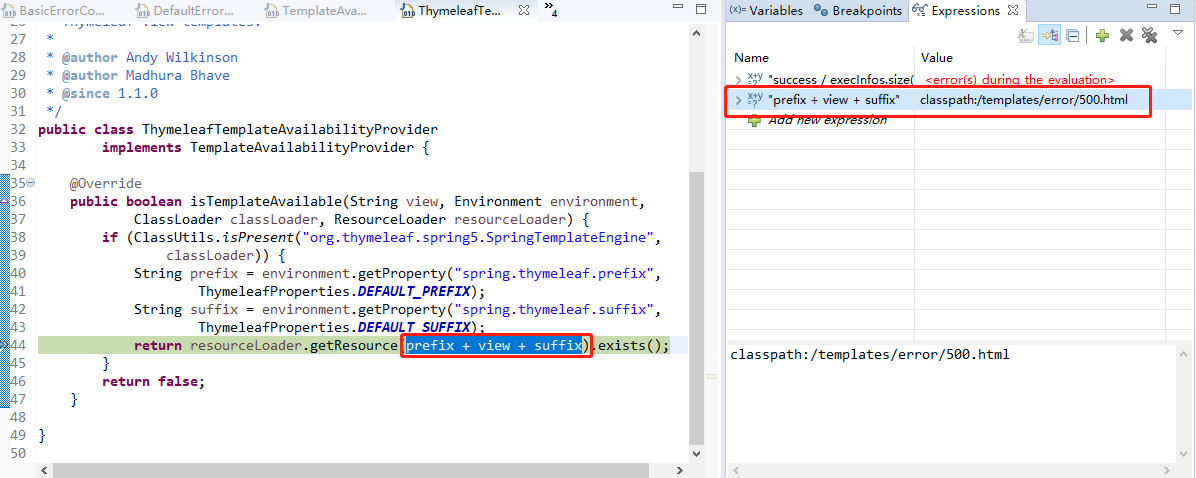 BasicErrorCo...
DefaultError...
TemplateAva...
ThymeleafTe...
4
27 *
28 * @author Andy Wilkinson
29 * @author Madhura Bhave
30 * @since 1.1.0
31 */
32 public class ThymeleafTemplateAvailabilityProvider
33 implements TemplateAvailabilityProvider {
34
35 @Override
36 public boolean isTemplateAvailable(String view, Environment environment,
37 ClassLoader classLoader, ResourceLoader resourceLoader) {
38 if (ClassUtils.isPresent("org.thymeleaf.spring5.SpringTemplateEngine",
39 classLoader)) {
40 String prefix = environment.getProperty("spring.thymeleaf.prefix",
41 ThymeleafProperties.DEFAULT_PREFIX);
42 String suffix = environment.getProperty("spring.thymeleaf.suffix",
43 ThymeleafProperties.DEFAULT_SUFFIX);
44 return resourceLoader.getResource(prefix + view + suffix).exists();
45 }
46 return false;
47 }
48
49 }
50
(x)= Variables
Breakpoints
Expressions
Name Value
"success / execInfos.size( <error(s) during the evaluation>
"prefix + view + suffix" classpath:/templates/error/500.html
Add new expression
classpath:/templates/error/500.html